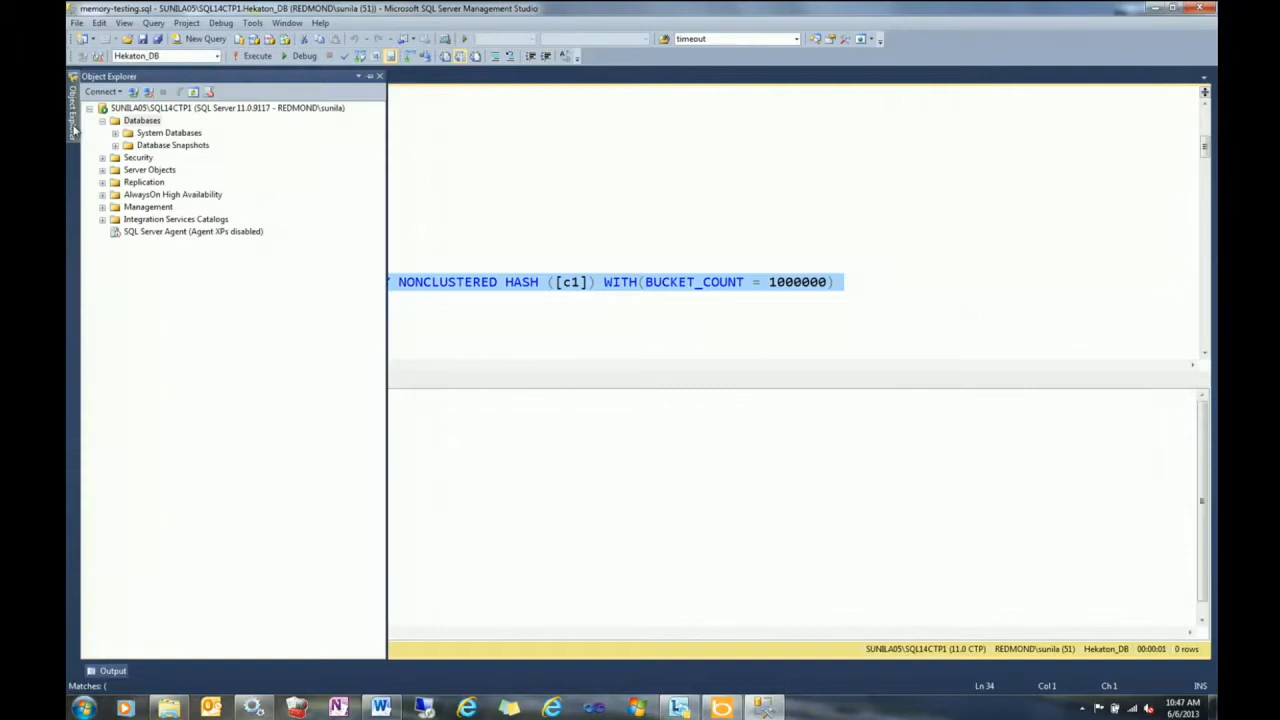 memory-testing.sql - SUNILA05\SQL14CTP1.Hekaton_DB (REDMOND\sunila (51)) - Microsoft SQL Server Management Studio
File Edit View Query Project Debug Tools Window Help
New Query timeout
Hekaton_DB Execute Debug
Object Explorer
Object Explorer
Connect
SUNILA05\SQL14CTP1 (SQL Server 11.0.9117 - REDMOND\sunila)
Databases
System Databases
Database Snapshots
Security
Server Objects
Replication
AlwaysOn High Availability
Management
Integration Services Catalogs
SQL Server Agent (Agent XPs disabled)
NONCLUSTERED HASH ([c1]) WITH(BUCKET_COUNT = 1000000)
SUNILA05\SQL14CTP1 (11.0 CTP) REDMOND\sunila (51) Hekaton_DB 00:00:01 0 rows
Output
Matches: ( Ln 34 Col 1 Ch 1 INS
10:47 AM
6/6/2013